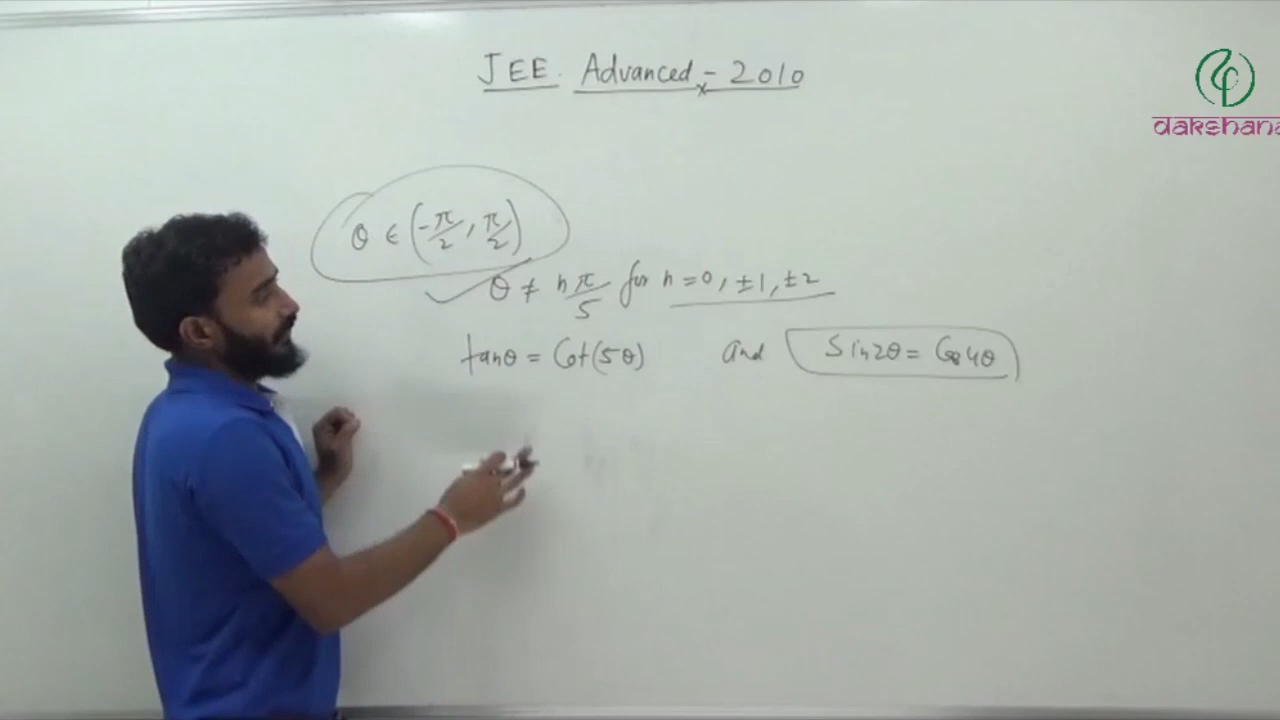 JEE. Advanced - 2010
dakshana
θ ∈ (-π/2, π/2)
θ ≠ nπ/5 for n = 0, ±1, ±2
tanθ = Cot(5θ) and Sin2θ = Cos4θ